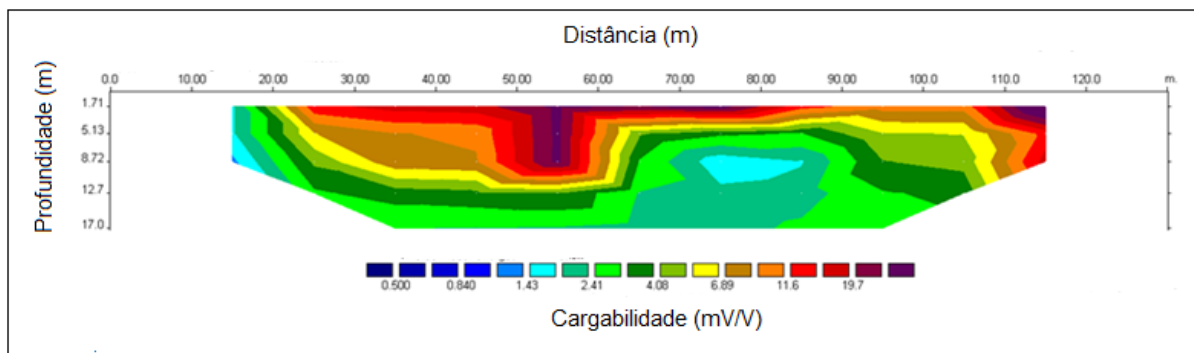 Distância (m)
0.0 10.00 20.00 30.00 40.00 50.00 60.00 70.00 80.00 90.00 100.0 110.0 120.0 m.
Profundidade (m)
1.71
5.13
8.72
12.7
17.0
0.500 0.840 1.43 2.41 4.08 6.89 11.6 19.7
Cargabilidade (mV/V)